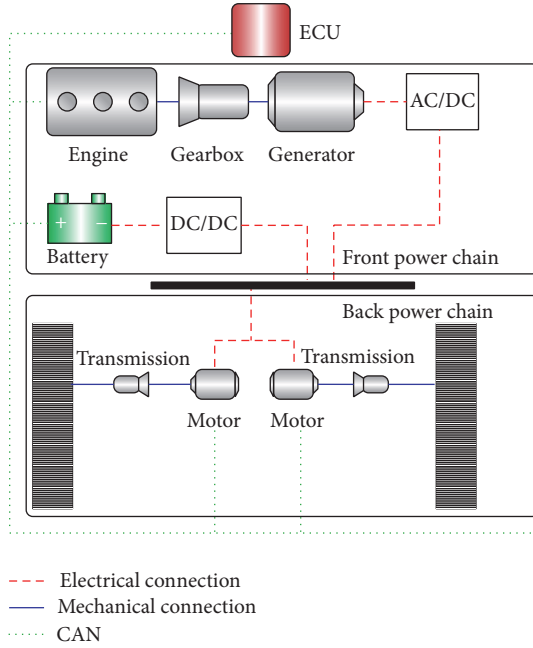 ECU
AC/DC
Engine
Gearbox
Generator
+
−
DC/DC
Battery
Front power chain
Back power chain
Transmission
Transmission
Motor
Motor
Electrical connection
Mechanical connection
CAN